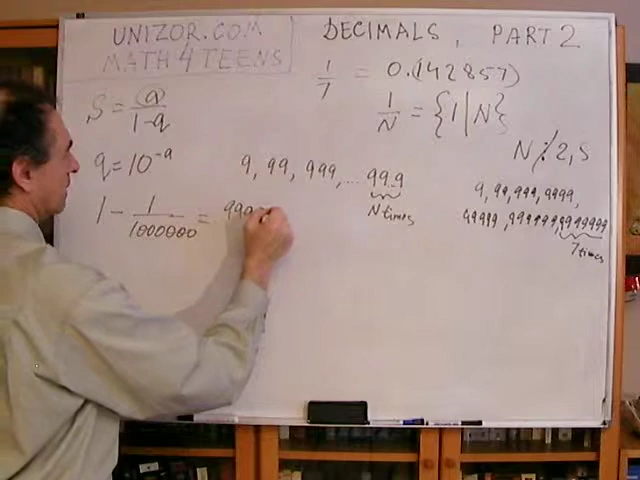 UNIZOR.COM
MATH 4 TEENS
DECIMALS, PART 2
1/7 = 0.(142857)
S = a/1-q
1/N = {1|N}
N ⁒ 2, 5
q = 10⁻ᵃ
9, 99, 999, ... 99..9
N times
9, 99, 999, 9999,
99999, 999999, 9999999
7 times
1 - 1/1000000 = 999